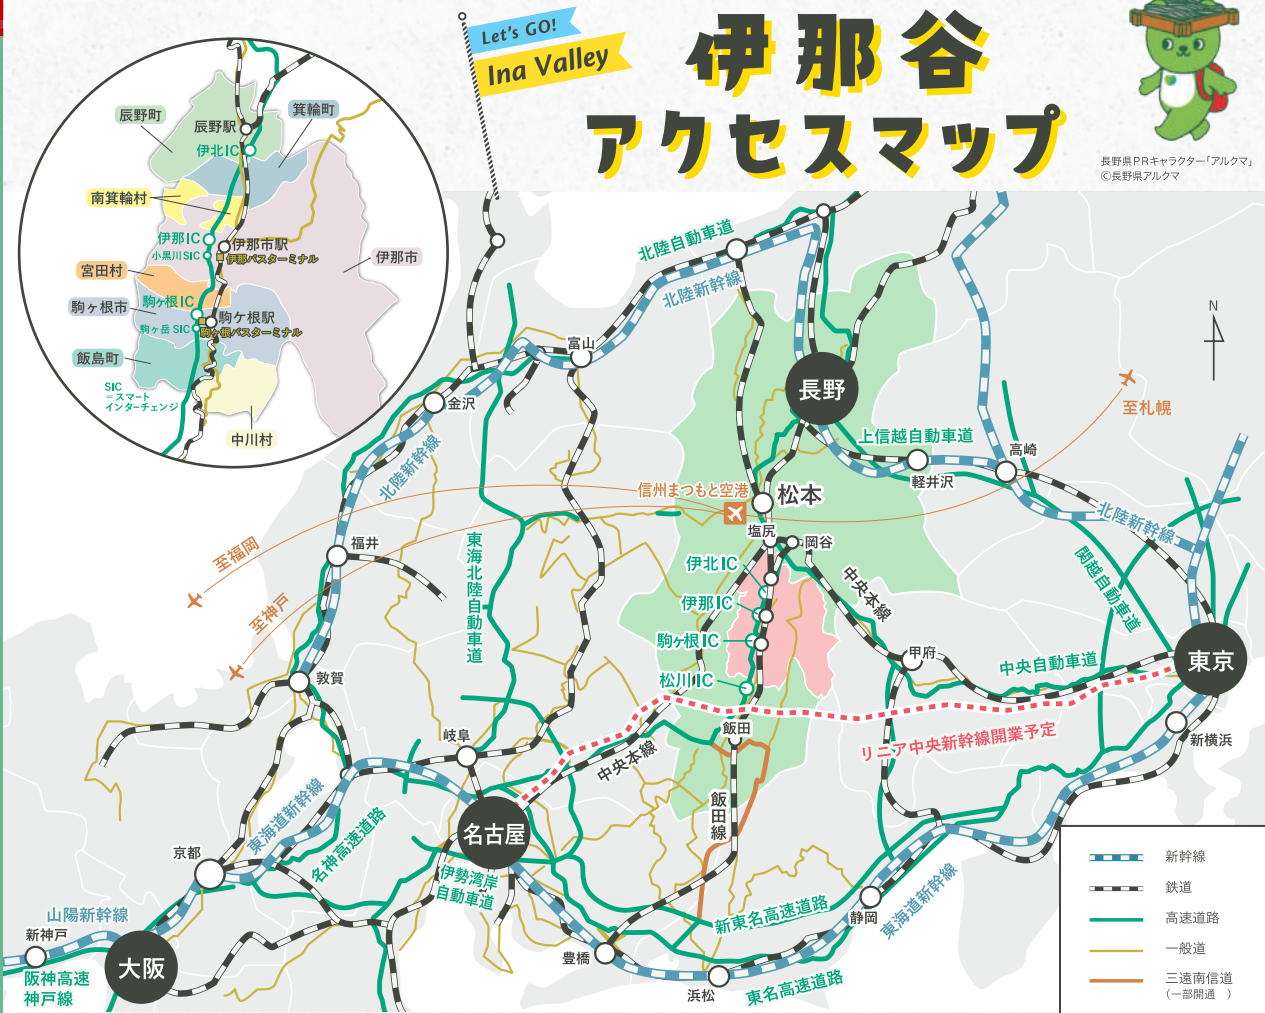 Let's GO!
Ina Valley
伊那谷
アクセスマップ
長野県PRキャラクター「アルクマ」
©長野県アルクマ
辰野町
箕輪町
辰野駅
伊北IC
南箕輪村
伊那IC
小黒川SIC
伊那市駅
伊那バスターミナル
伊那市
宮田村
駒ヶ根IC
駒ヶ根市
駒ケ根駅
駒ヶ岳SIC
駒ヶ根バスターミナル
飯島町
SIC
=スマート
インターチェンジ
中川村
北陸自動車道
北陸新幹線
N
富山
長野
至札幌
金沢
上信越自動車道
高崎
北陸新幹線
軽井沢
信州まつもと空港
松本
北陸新幹線
塩尻
岡谷
福井
至福岡
東海北陸自動車道
伊北IC
中央本線
関越自動車道
至神戸
伊那IC
駒ヶ根IC
甲府
中央自動車道
東京
敦賀
松川IC
岐阜
飯田
リニア中央新幹線開業予定
新横浜
中央本線
東海道新幹線
名神高速道路
飯田線
名古屋
京都
伊勢湾岸
自動車道
新幹線
鉄道
高速道路
一般道
三遠南信道
(一部開通 )
山陽新幹線
新神戸
大阪
阪神高速
神戸線
新東名高速道路
静岡
東海道新幹線
豊橋
浜松
東名高速道路